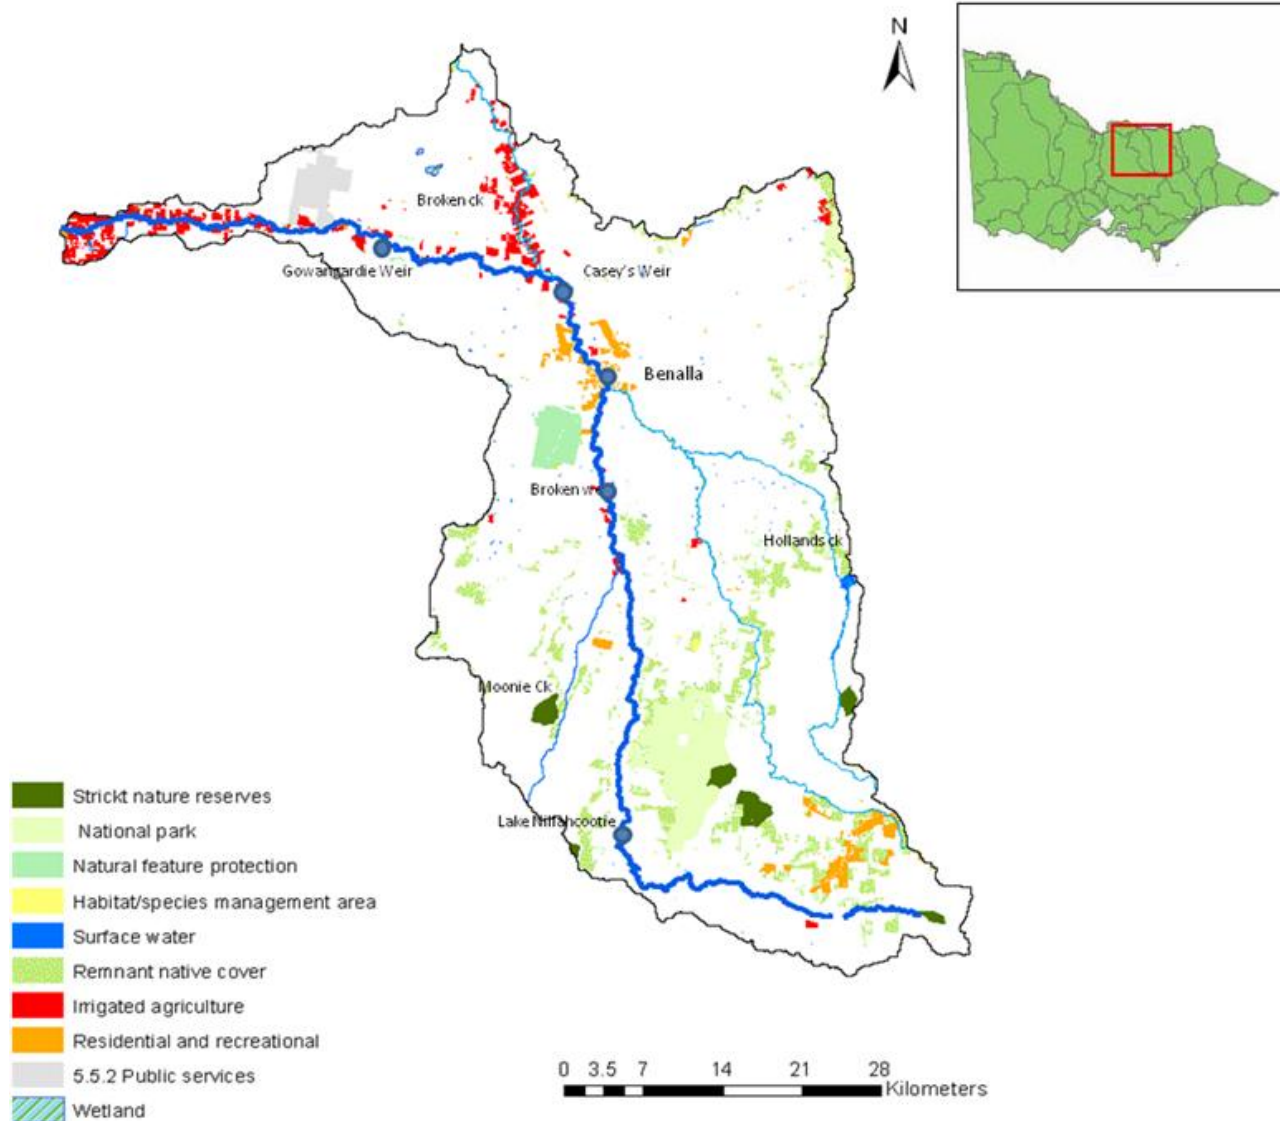 N
Broken ck
Gowangardie Weir
Casey's Weir
Benalla
Broken we
Hollands ck
Moonie Ck
Lake Nillahcootie
Strickt nature reserves
National park
Natural feature protection
Habitat/species management area
Surface water
Remnant native cover
Irrigated agriculture
Residential and recreational
5.5.2 Public services
Wetland
0 3.5 7 14 21 28
Kilometers